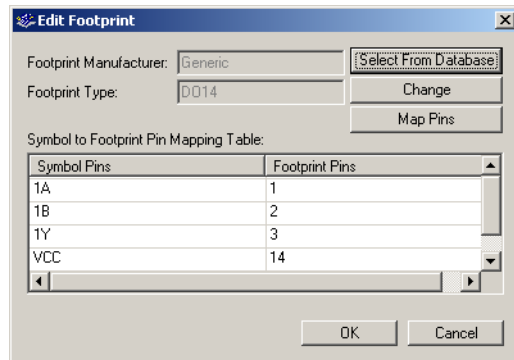 Edit Footprint
Footprint Manufacturer: Generic Select From Database
Footprint Type: DO14 Change
Map Pins
Symbol to Footprint Pin Mapping Table:
Symbol Pins Footprint Pins
1A 1
1B 2
1Y 3
VCC 14
OK Cancel